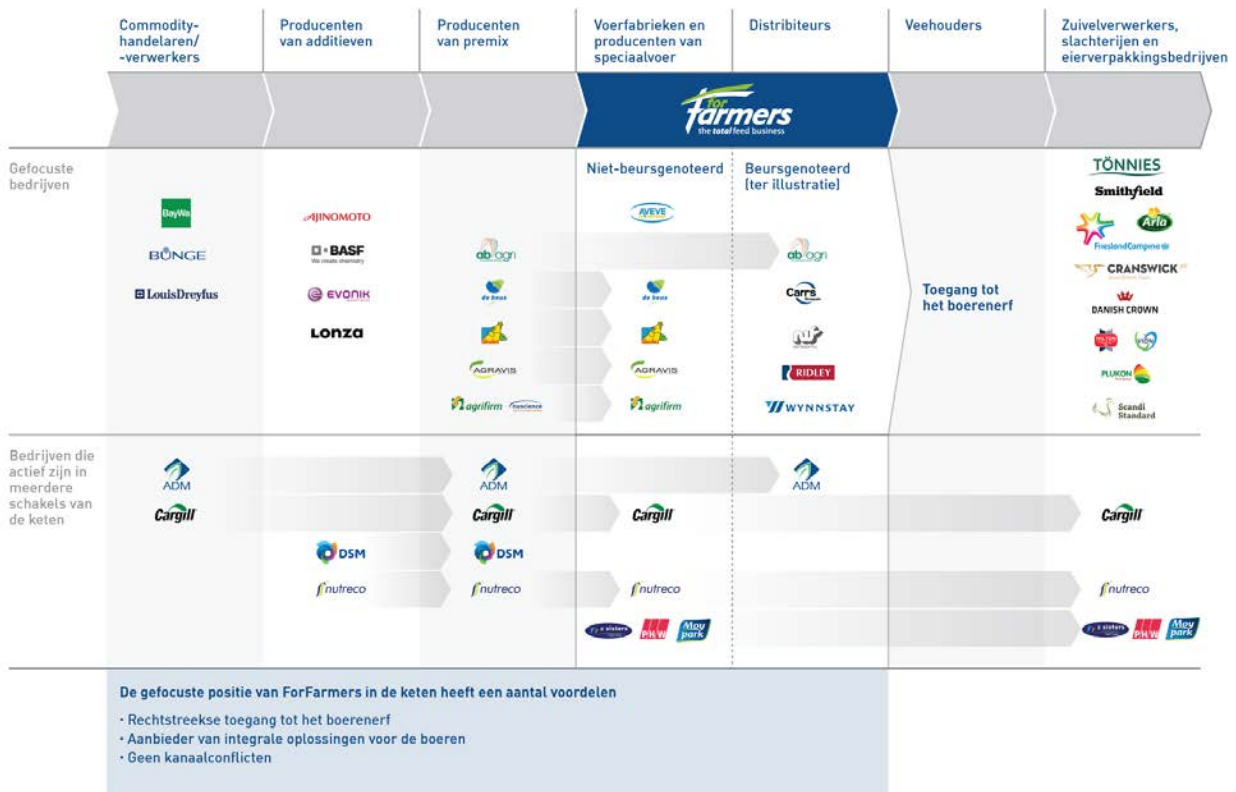 Commodity-
handelaren/
-verwerkers
Producenten
van additieven
Producenten
van premix
Voerfabrieken en
producenten van
speciaalvoer
Distribiteurs
Veehouders
Zuivelverwerkers,
slachterijen en
eierverpakkingsbedrijven
for
farmers
the total feed business
Gefocuste
bedrijven
BayWa
BUNGE
LouisDreyfus
AJINOMOTO
BASF
We create chemistry
EVONIK
Lonza
ab agri
de heus
AGRAVIS
agrifirm nuscience
Niet-beursgenoteerd
AVEVE
de heus
AGRAVIS
agrifirm
Beursgenoteerd
(ter illustratie)
ab agri
Carrs
RIDLEY
WYNNSTAY
Toegang tot
het boerenerf
TÖNNIES
Smithfield
FrieslandCampina Arla
CRANSWICK
DANISH CROWN
VION
PLUKON
Scandi
Standard
Bedrijven die
actief zijn in
meerdere
schakels van
de keten
ADM ADM ADM
Cargill Cargill Cargill Cargill
DSM DSM
nutreco nutreco nutreco nutreco
2 sisters PHW Moy park 2 sisters PHW Moy park
De gefocuste positie van ForFarmers in de keten heeft een aantal voordelen
· Rechtstreekse toegang tot het boerenerf
· Aanbieder van integrale oplossingen voor de boeren
· Geen kanaalconflicten